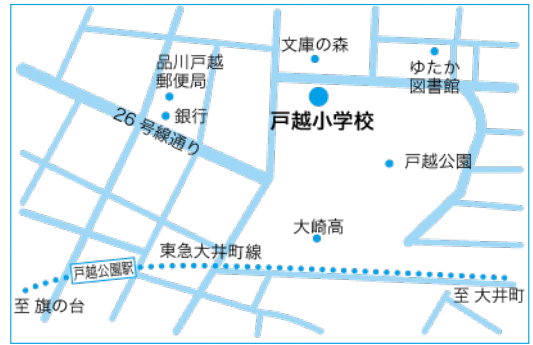 文庫の森
品川戸越
郵便局
ゆたか
図書館
銀行
26号線通り
戸越小学校
戸越公園
大崎高
東急大井町線
戸越公園駅
至 旗の台
至 大井町